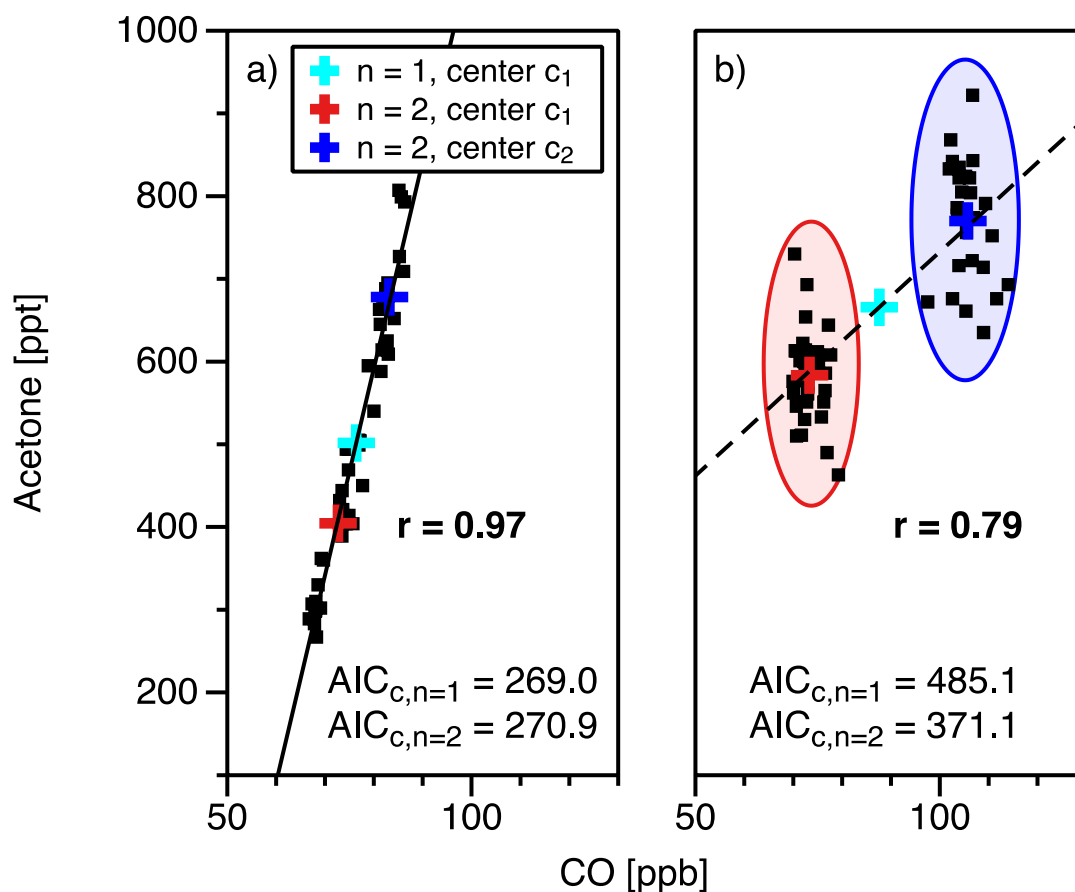 a)
n = 1, center c₁
n = 2, center c₁
n = 2, center c₂
b)
1000
800
600
400
200
Acetone [ppt]
r = 0.97
r = 0.79
AICc,n=1 = 269.0
AICc,n=2 = 270.9
AICc,n=1 = 485.1
AICc,n=2 = 371.1
50
100
50
100
CO [ppb]